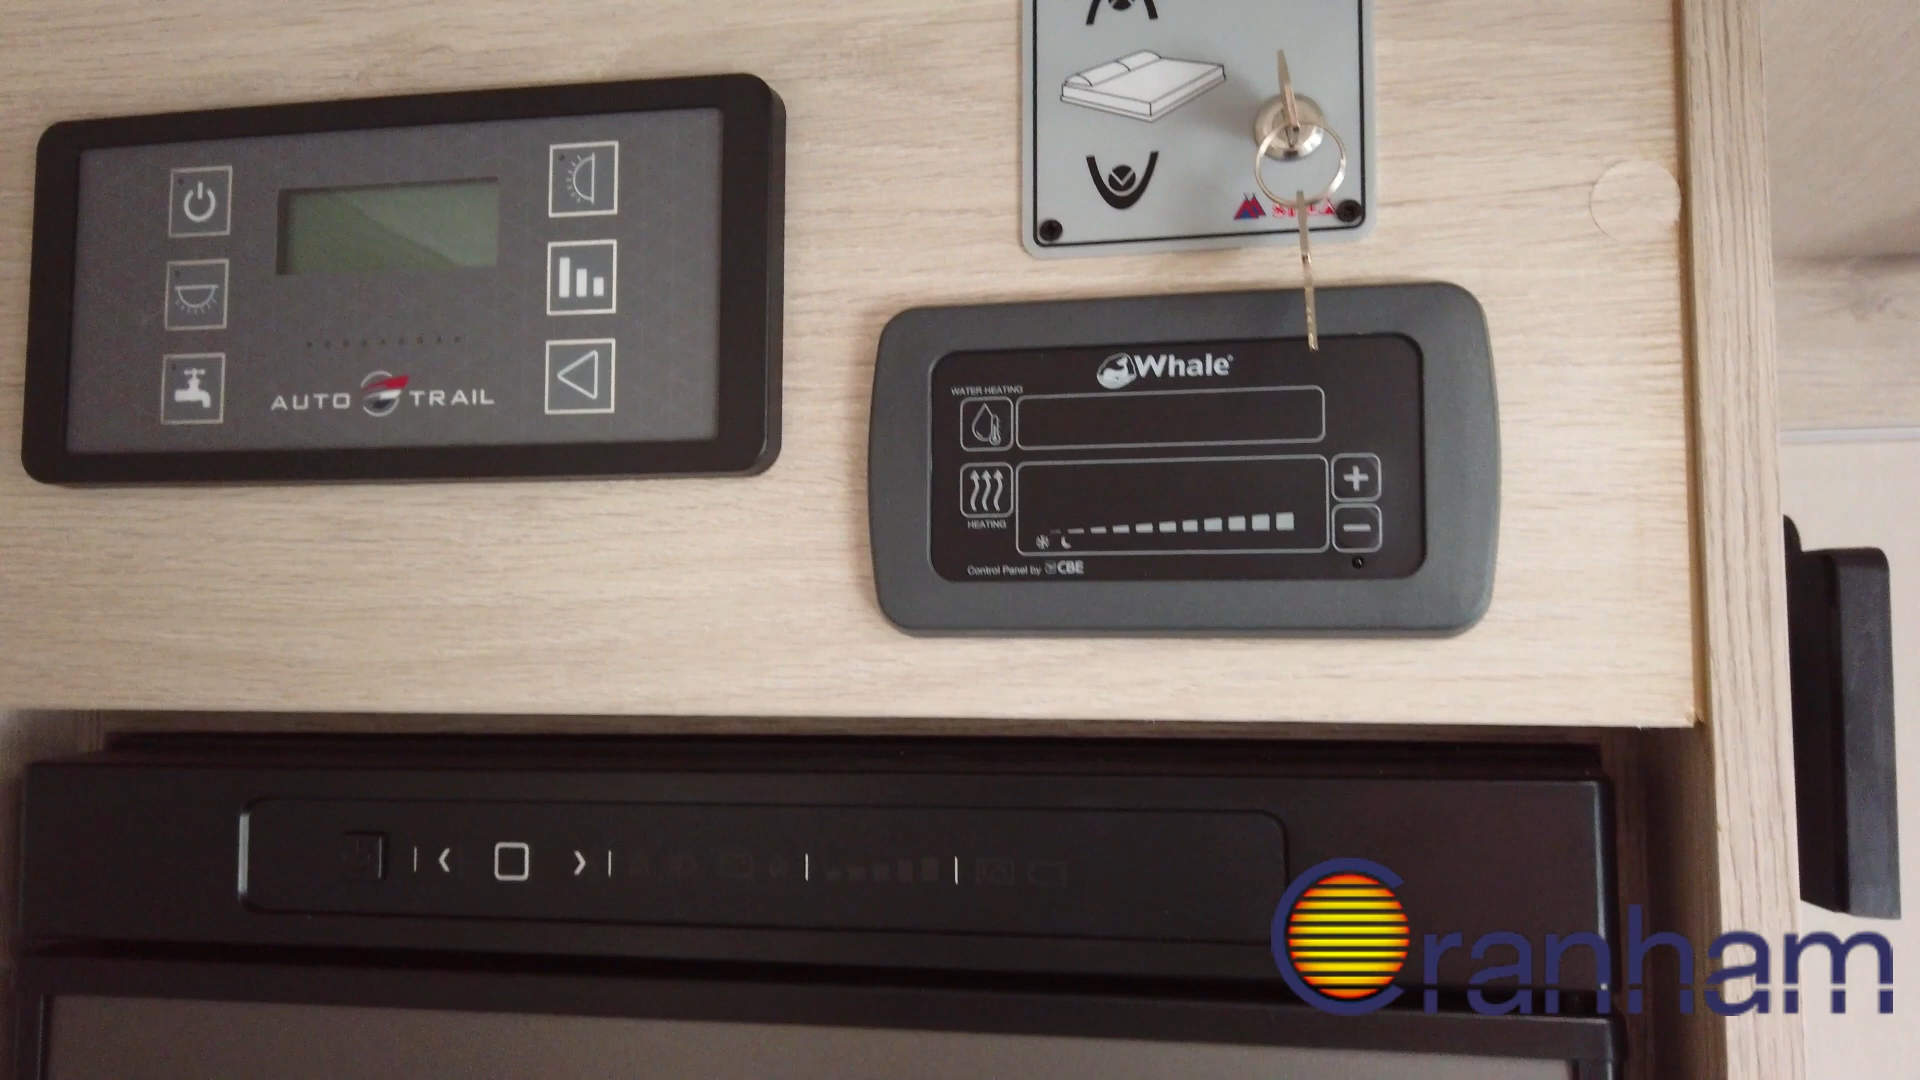 AUTO TRAIL
Whale
WATER HEATING
HEATING
Control Panel by CBE
Cranham